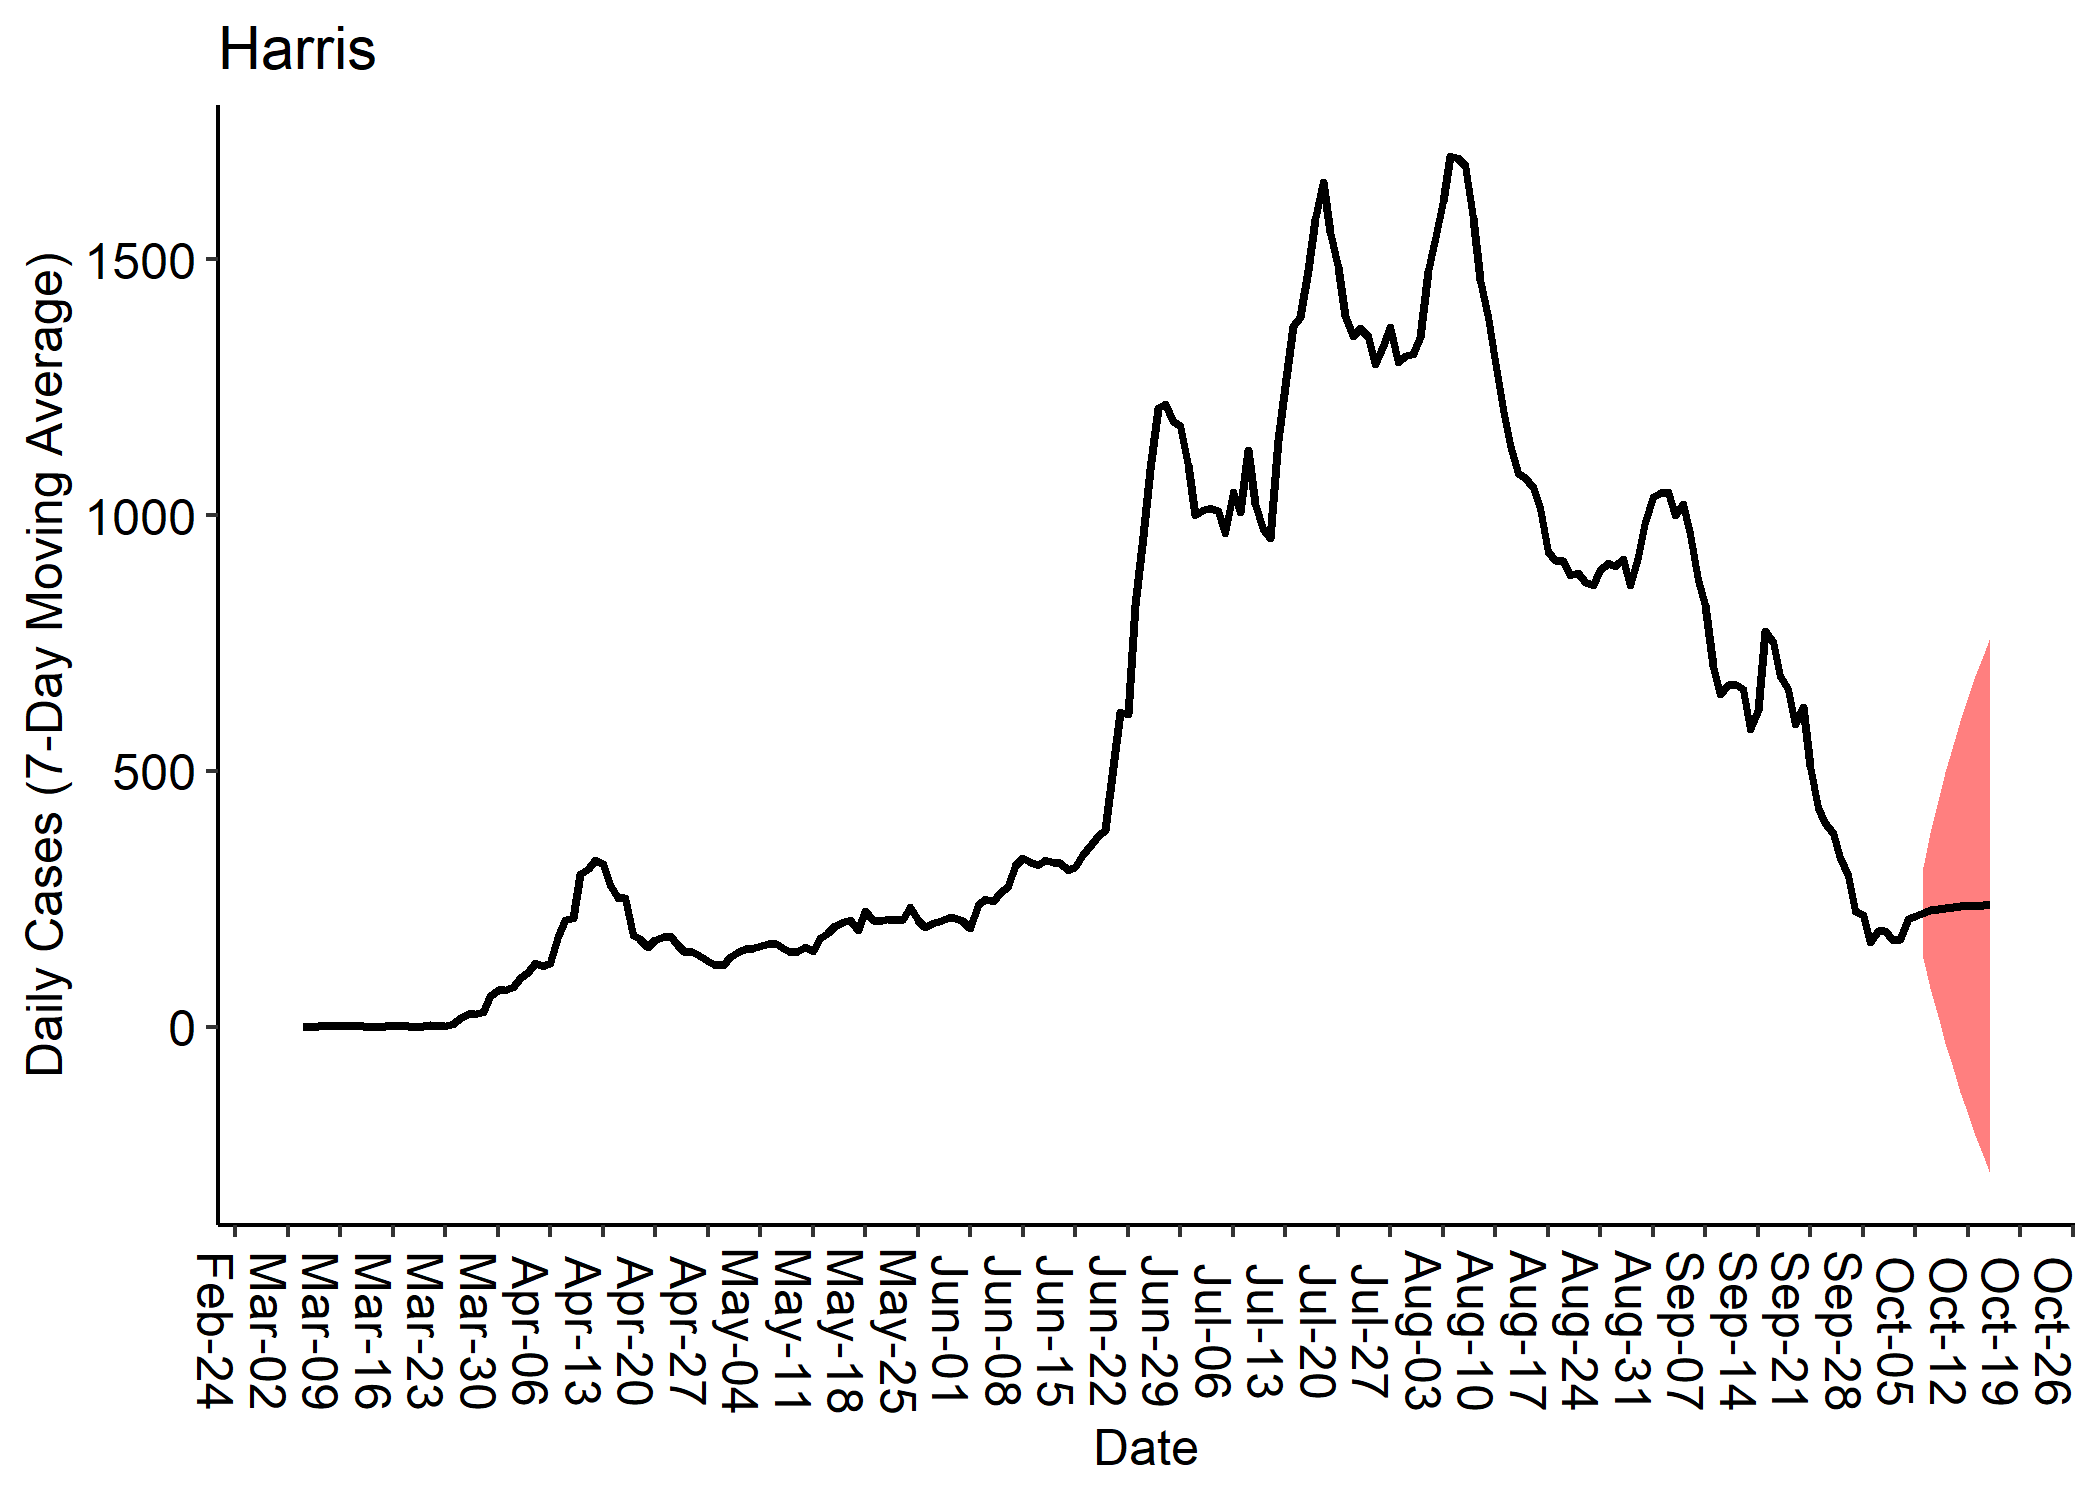 Harris
Daily Cases (7-Day Moving Average)
1500
1000
500
0
Feb-24
Mar-02
Mar-09
Mar-16
Mar-23
Mar-30
Apr-06
Apr-13
Apr-20
Apr-27
May-04
May-11
May-18
May-25
Jun-01
Jun-08
Jun-15
Jun-22
Jun-29
Jul-06
Jul-13
Jul-20
Jul-27
Aug-03
Aug-10
Aug-17
Aug-24
Aug-31
Sep-07
Sep-14
Sep-21
Sep-28
Oct-05
Oct-12
Oct-19
Oct-26
Date